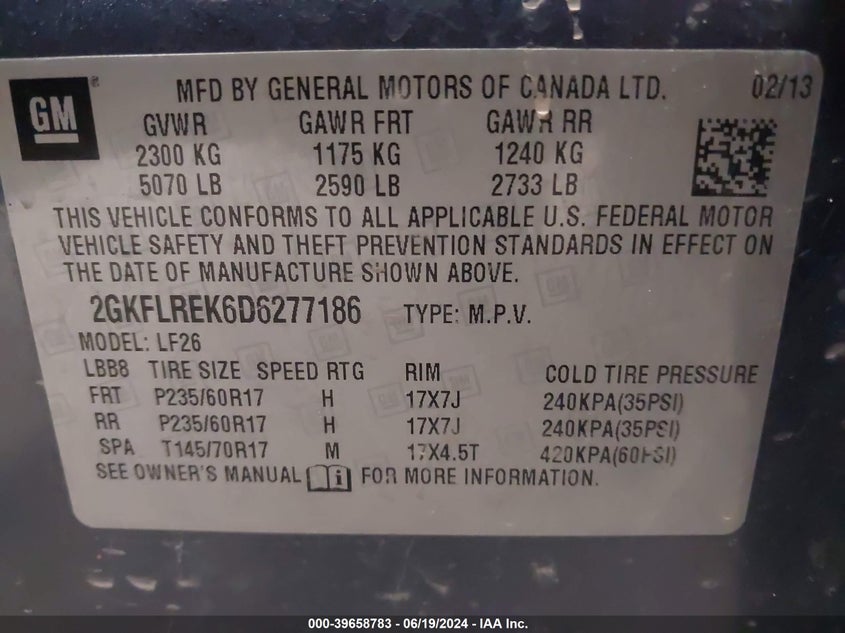 GM ®
MFD BY GENERAL MOTORS OF CANADA LTD. 02/13
GVWR GAWR FRT GAWR RR
2300 KG 1175 KG 1240 KG
5070 LB 2590 LB 2733 LB
THIS VEHICLE CONFORMS TO ALL APPLICABLE U.S. FEDERAL MOTOR
VEHICLE SAFETY AND THEFT PREVENTION STANDARDS IN EFFECT ON
THE DATE OF MANUFACTURE SHOWN ABOVE.
2GKFLREK6D6277186 TYPE: M.P.V.
MODEL: LF26
LBB8 TIRE SIZE SPEED RTG RIM COLD TIRE PRESSURE
FRT P235/60R17 H 17X7J 240KPA(35PSI)
RR P235/60R17 H 17X7J 240KPA(35PSI)
SPA T145/70R17 M 17X4.5T 420KPA(60PSI)
SEE OWNER'S MANUAL i FOR MORE INFORMATION.
000-39658783 - 06/19/2024 - IAA Inc.